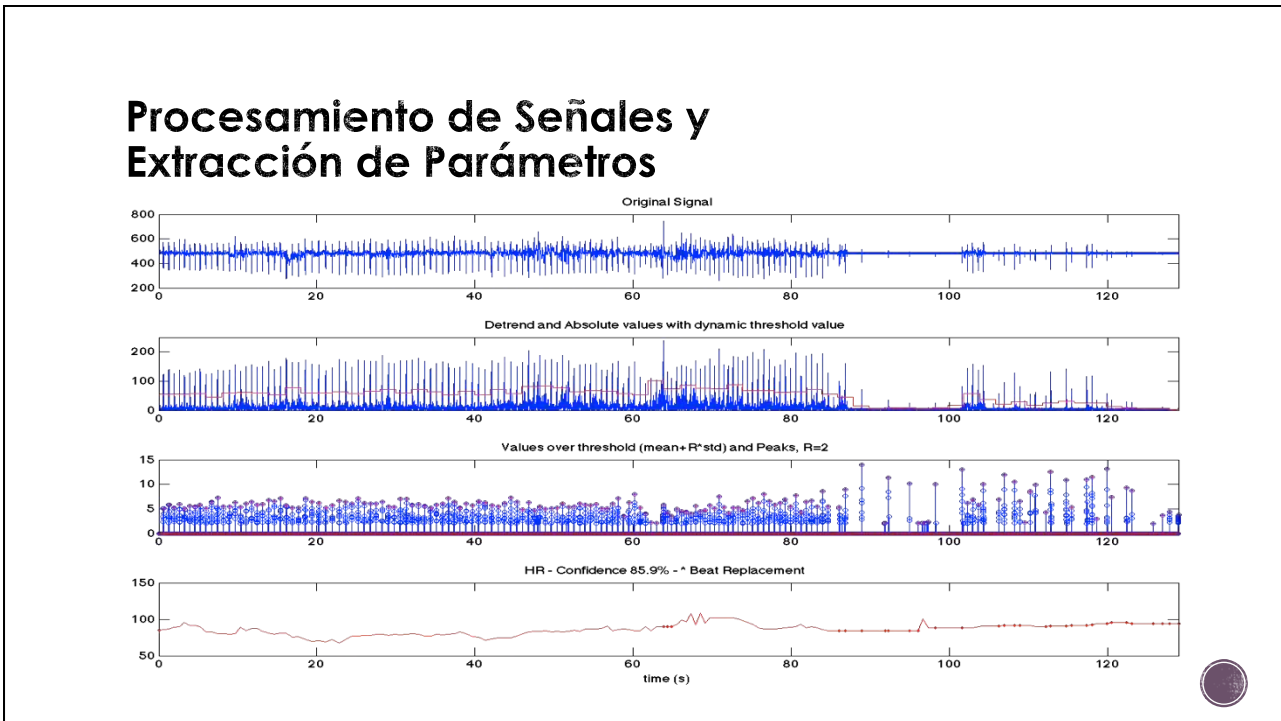 Procesamiento de Señales y
Extracción de Parámetros
Original Signal
800
600
400
200
0 20 40 60 80 100 120
Detrend and Absolute values with dynamic threshold value
200
100
0
0 20 40 60 80 100 120
Values over threshold (mean+R*std) and Peaks, R=2
15
10
5
0
0 20 40 60 80 100 120
HR - Confidence 85.9% - * Beat Replacement
150
100
50
0 20 40 60 80 100 120
time (s)